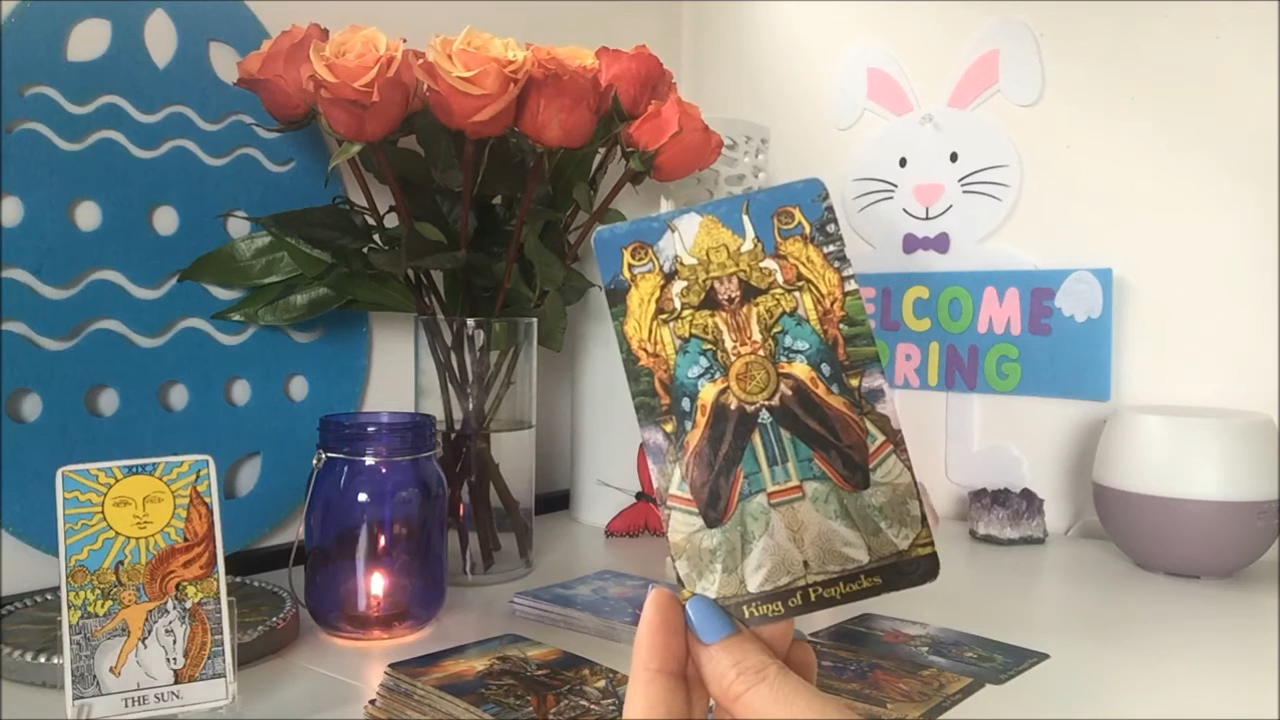 ELCOME
PRING
XIX
THE SUN.
King of Pentacles